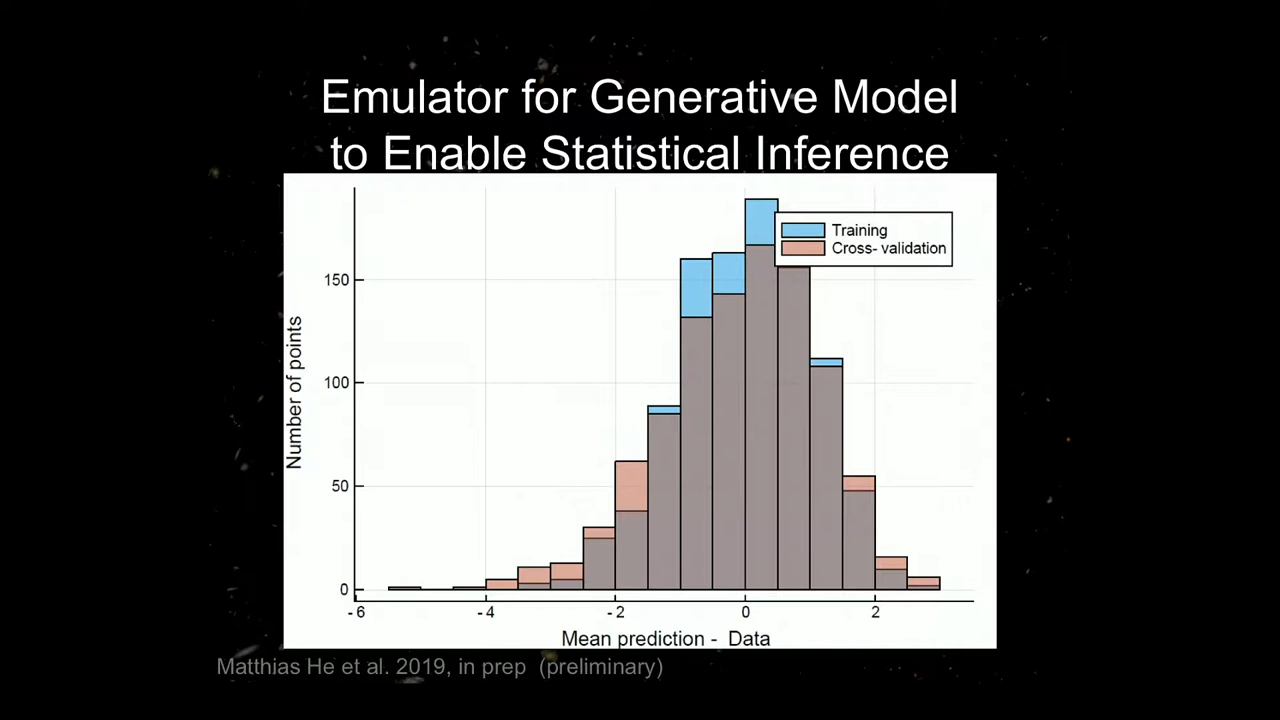 Emulator for Generative Model
to Enable Statistical Inference
Training
Cross- validation
150
100
50
0
Number of points
-6
-4
-2
0
2
Mean prediction - Data
Matthias He et al. 2019, in prep (preliminary)